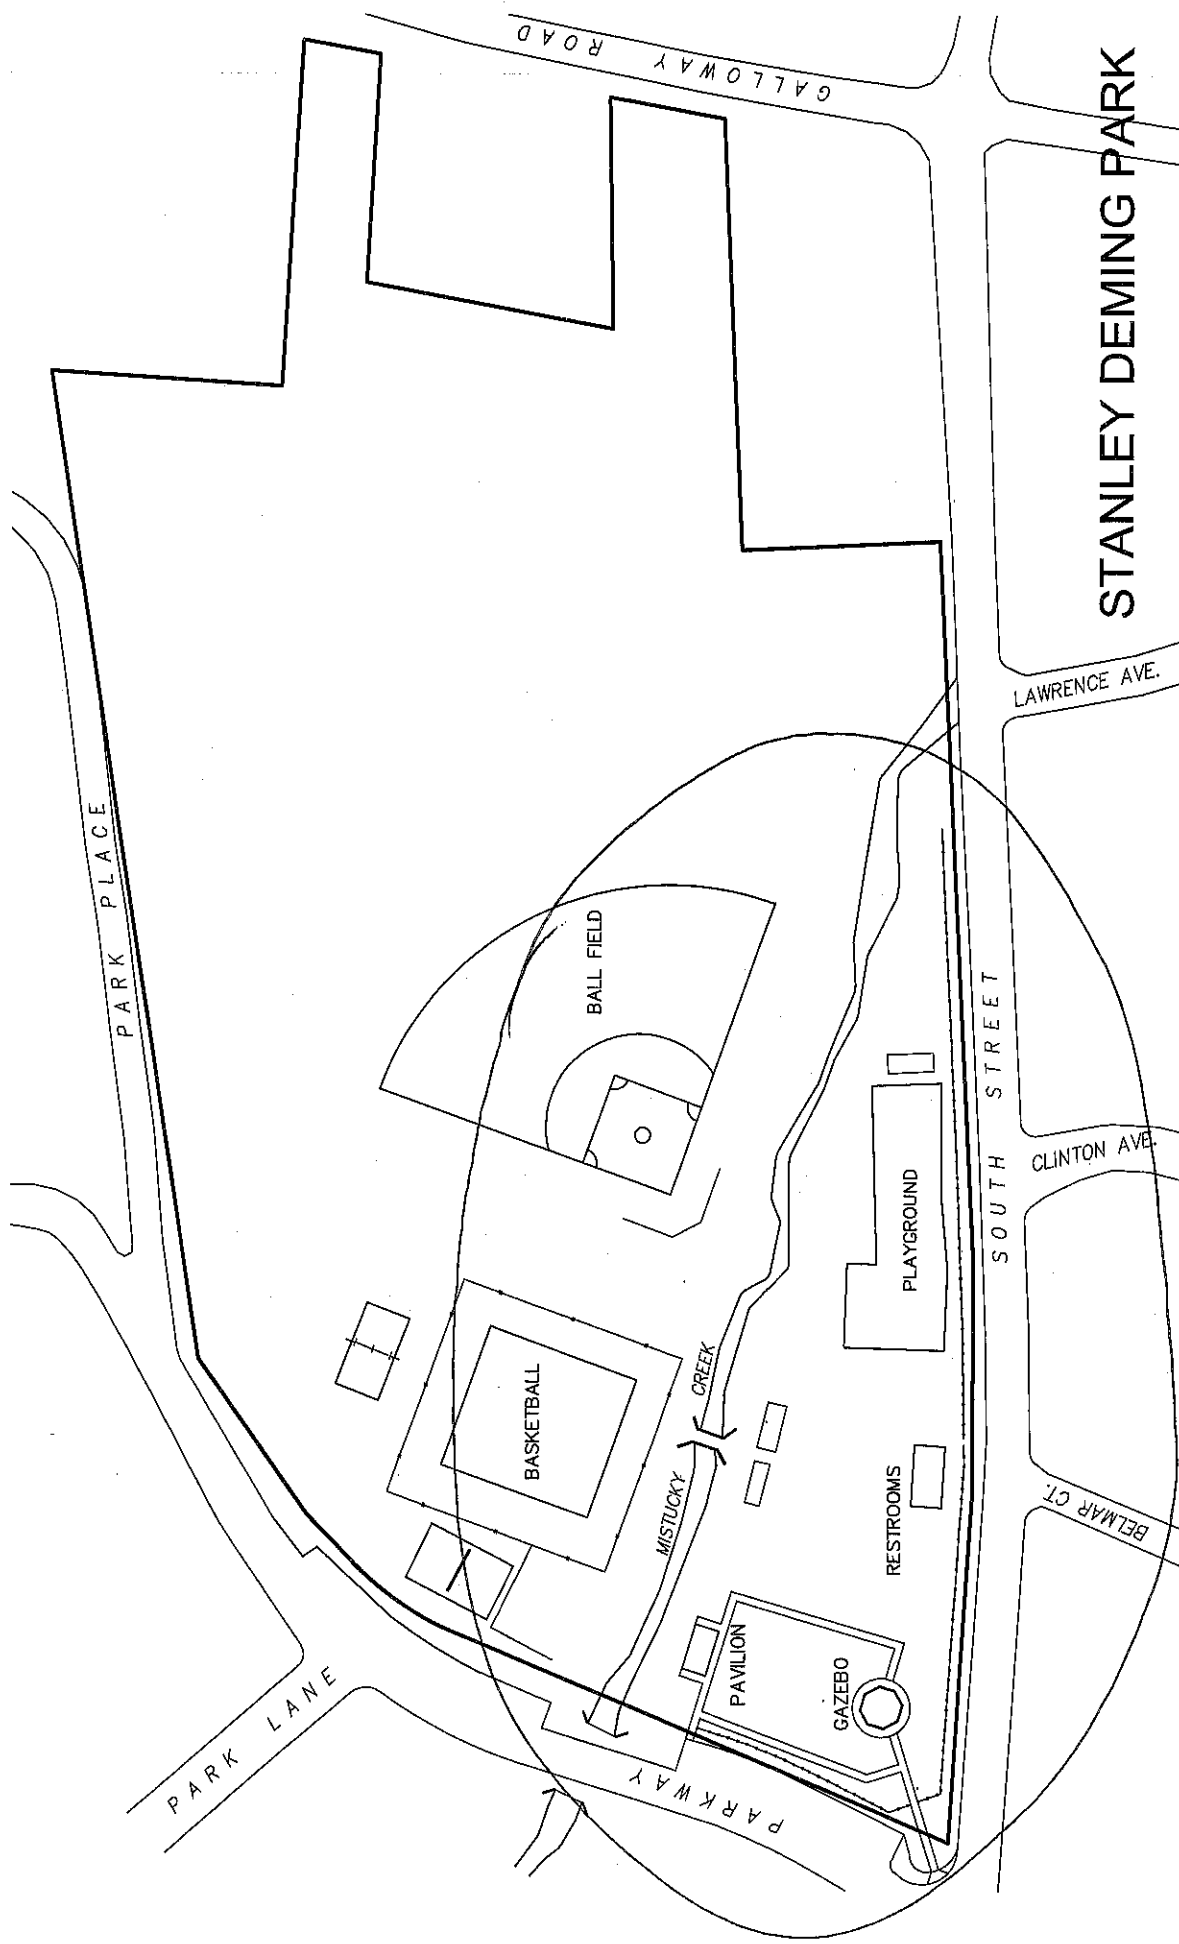 GALLOWAY ROAD
STANLEY DEMING PARK
LAWRENCE AVE.
PARK PLACE
BALL FIELD
SOUTH STREET
CLINTON AVE.
PLAYGROUND
BASKETBALL
CREEK
MISTUCKY
RESTROOMS
BELMAR CT.
PAVILION
GAZEBO
PARK LANE
PARKWAY